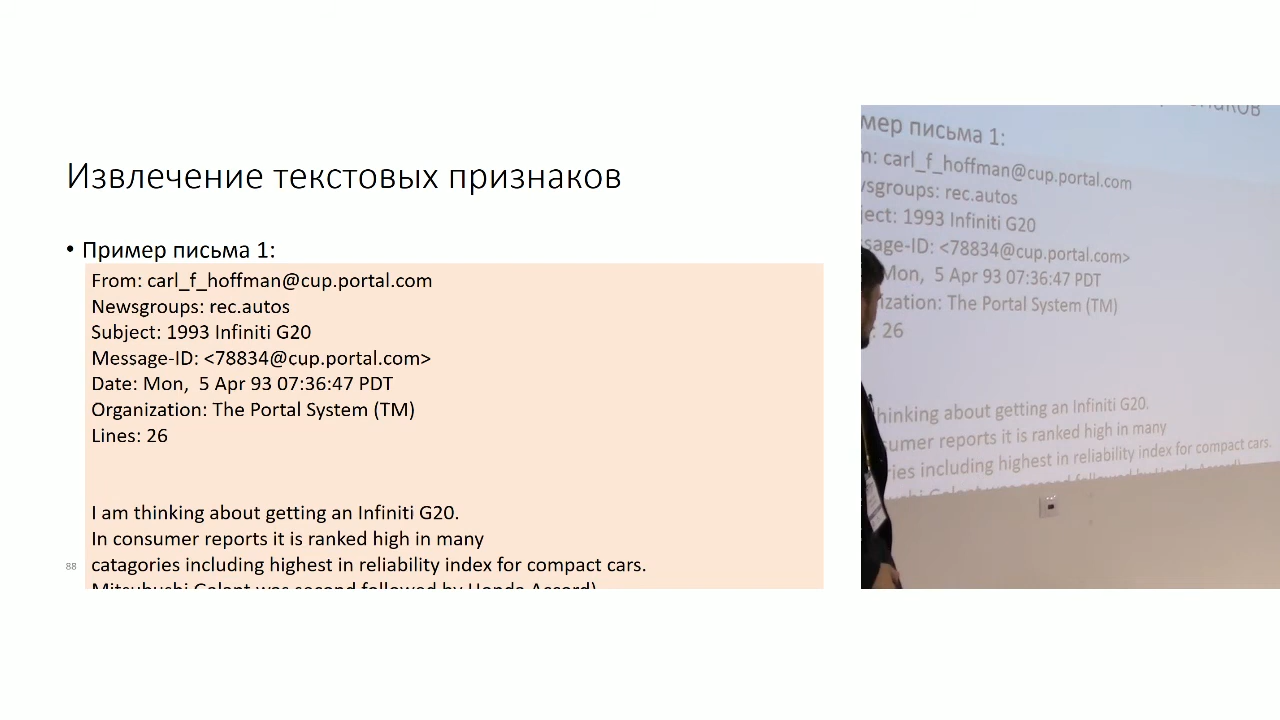 Извлечение текстовых признаков
• Пример письма 1:
From: carl_f_hoffman@cup.portal.com
Newsgroups: rec.autos
Subject: 1993 Infiniti G20
Message-ID: <78834@cup.portal.com>
Date: Mon,  5 Apr 93 07:36:47 PDT
Organization: The Portal System (TM)
Lines: 26
I am thinking about getting an Infiniti G20.
In consumer reports it is ranked high in many
catagories including highest in reliability index for compact cars.
Mitsubushi Galant was second followed by Honda Accord)
88
знаков
мер письма 1:
m: carl_f_hoffman@cup.portal.com
wsgroups: rec.autos
ject: 1993 Infiniti G20
ssage-ID: <78834@cup.portal.com>
Mon,  5 Apr 93 07:36:47 PDT
ization: The Portal System (TM)
: 26
hinking about getting an Infiniti G20.
sumer reports it is ranked high in many
ries including highest in reliability index for compact cars.